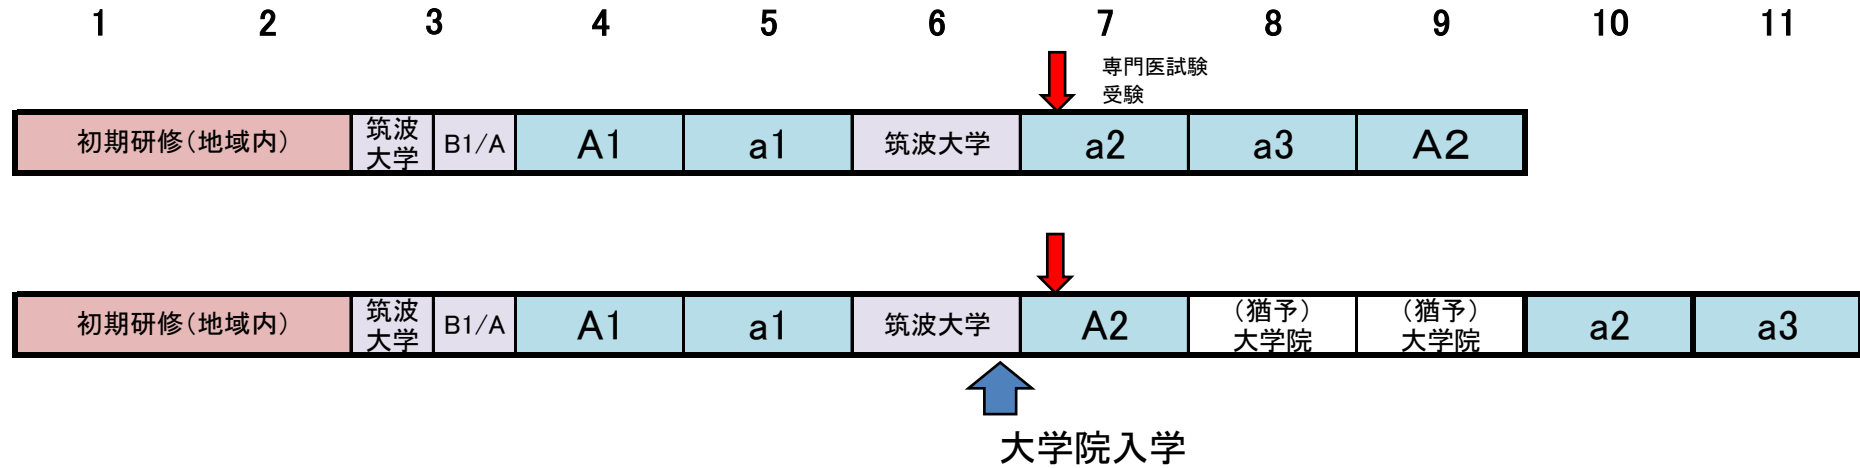 1 2 3 4 5 6 7 8 9 10 11
専門医試験
受験
初期研修(地域内) 筑波
大学 B1/A A1 a1 筑波大学 a2 a3 A2
初期研修(地域内) 筑波
大学 B1/A A1 a1 筑波大学 A2 (猶予)
大学院 (猶予)
大学院 a2 a3
大学院入学